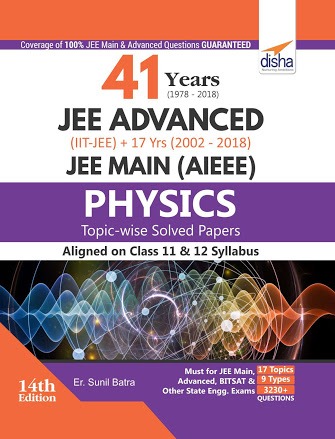 Coverage of 100% JEE Main & Advanced Questions GUARANTEED
disha
41 Years
(1978 - 2018)
JEE ADVANCED
(IIT-JEE) + 17 Yrs (2002 - 2018)
JEE MAIN (AIEEE)
PHYSICS
Topic-wise Solved Papers
Aligned on Class 11 & 12 Syllabus
14th
Edition
Er. Sunil Batra
Must for JEE Main,
Advanced, BITSAT &
Other State Engg. Exams
17 Topics
9 Types
3230+
QUESTIONS